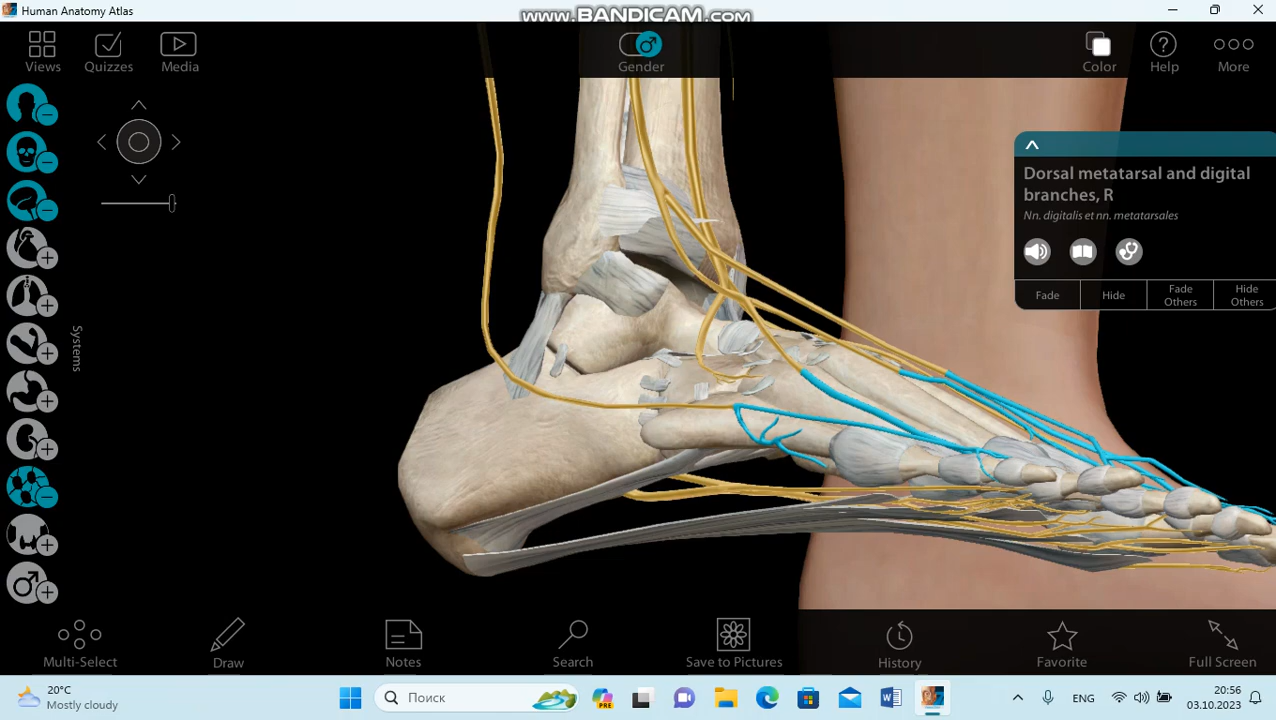 Human Anatomy Atlas
www.BANDICAM.com
Views
Quizzes
Media
Gender
Color
Help
More
Dorsal metatarsal and digital
branches, R
Nn. digitalis et nn. metatarsales
Fade
Hide
Fade
Others
Hide
Others
Systems
Multi-Select
Draw
Notes
Search
Save to Pictures
History
Favorite
Full Screen
20°C
Mostly cloudy
Поиск
PRE
ENG
20:56
03.10.2023